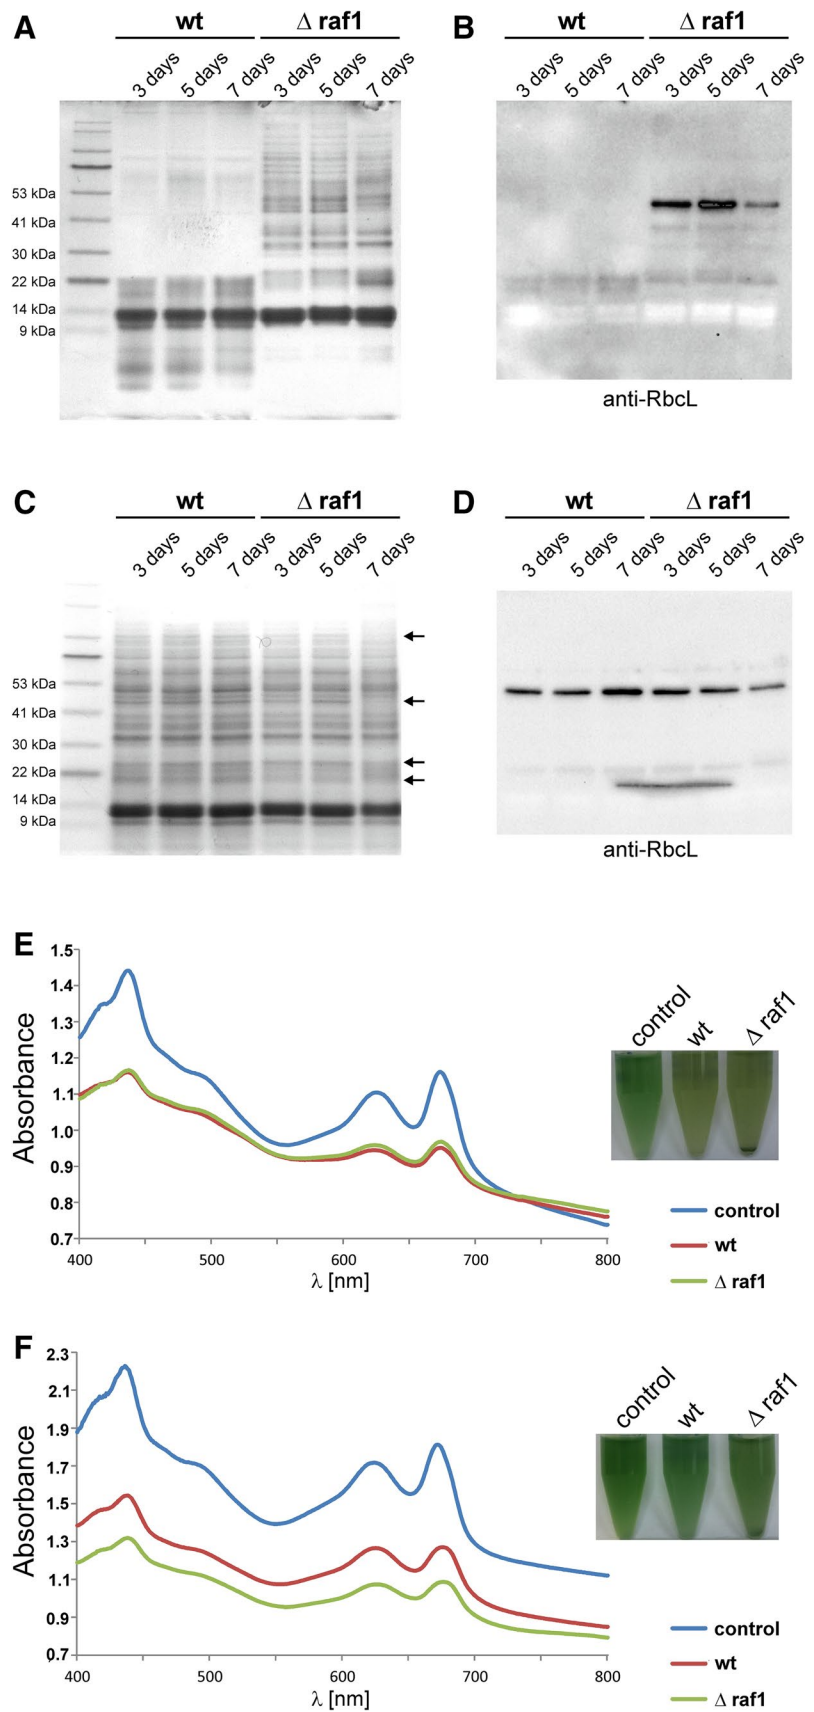 A
wt
Δ raf1
3 days
5 days
7 days
3 days
5 days
7 days
53 kDa
41 kDa
30 kDa
22 kDa
14 kDa
9 kDa
B
wt
Δ raf1
3 days
5 days
7 days
3 days
5 days
7 days
anti-RbcL
C
wt
Δ raf1
3 days
5 days
7 days
3 days
5 days
7 days
53 kDa
41 kDa
30 kDa
22 kDa
14 kDa
9 kDa
D
wt
Δ raf1
3 days
5 days
7 days
3 days
5 days
7 days
anti-RbcL
E
Absorbance
1.5
1.4
1.3
1.2
1.1
1.0
0.9
0.8
0.7
400
500
600
700
800
λ [nm]
control
wt
Δ raf1
control
wt
Δ raf1
F
Absorbance
2.3
2.1
1.9
1.7
1.5
1.3
1.1
0.9
0.7
400
500
600
700
800
λ [nm]
control
wt
Δ raf1
control
wt
Δ raf1